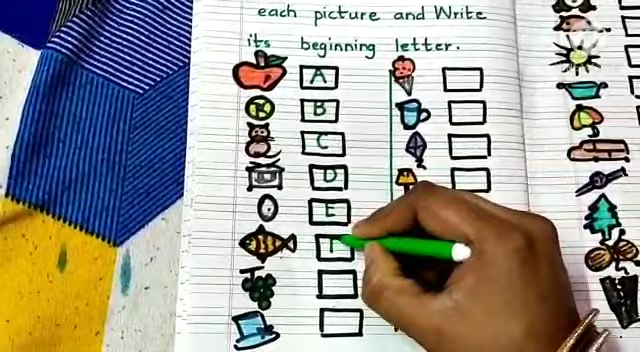 each picture and Write
its beginning letter.
A
B
C
D
E
F